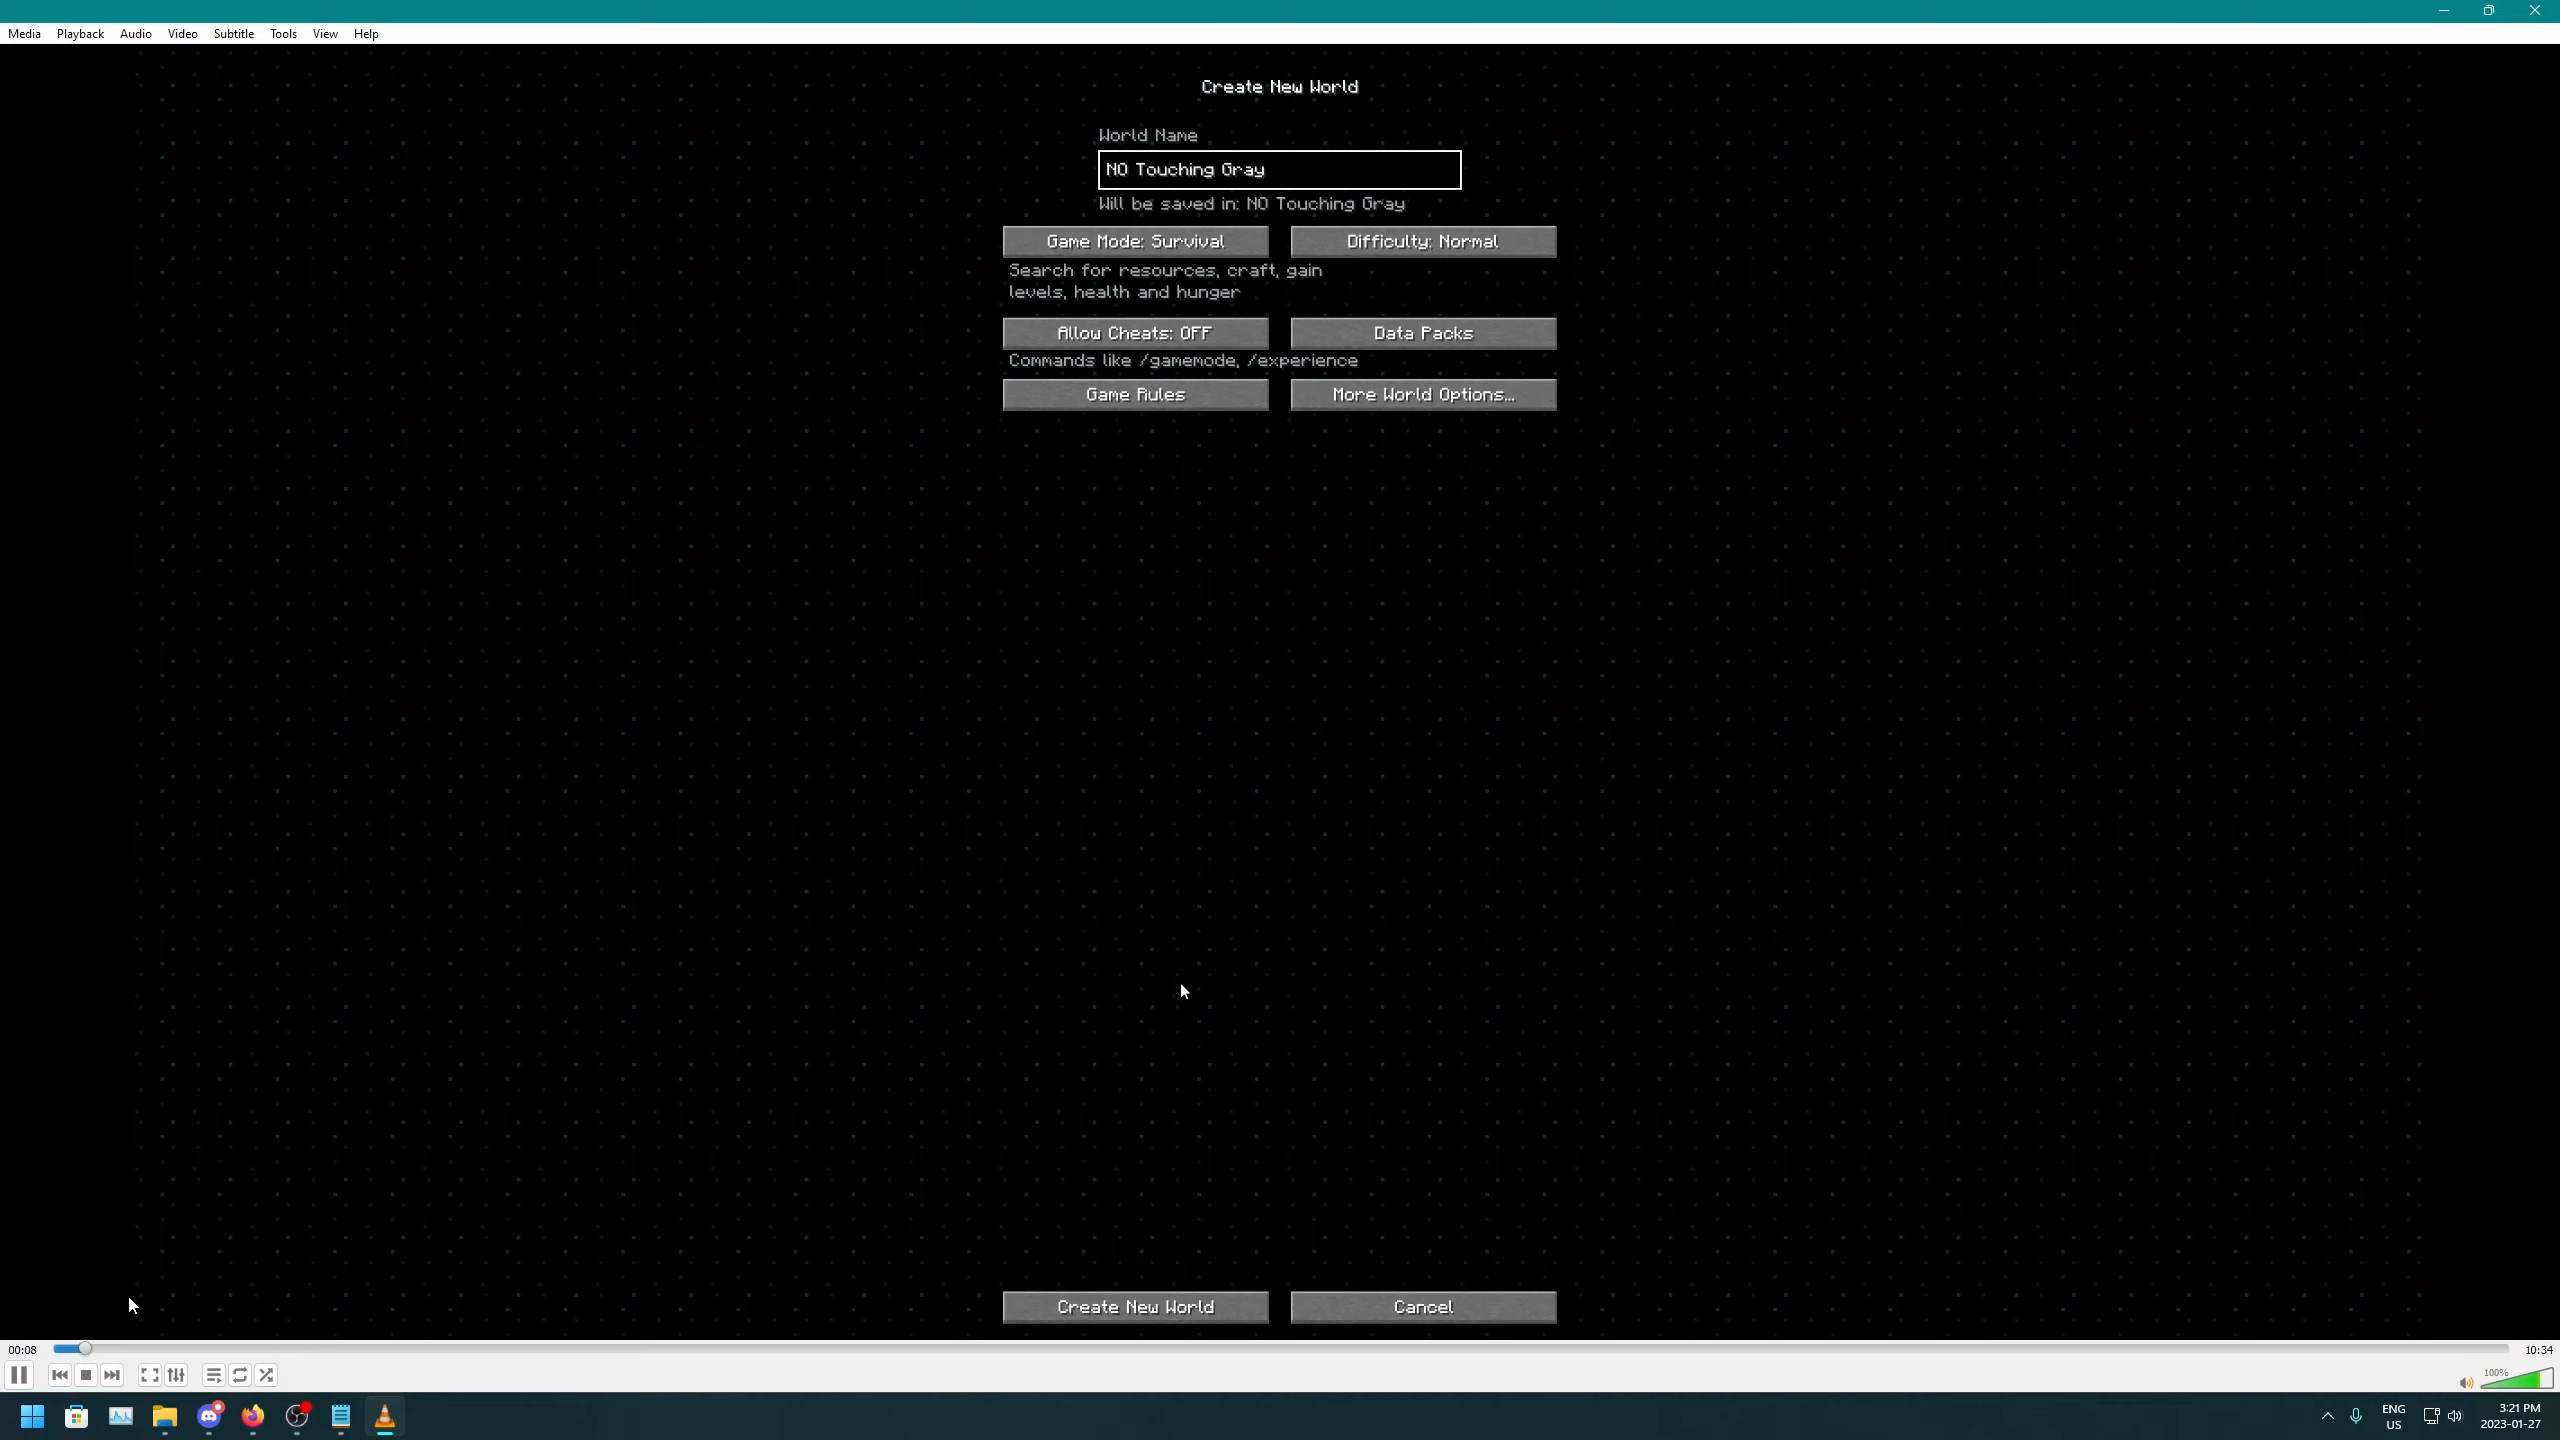 Media Playback Audio Video Subtitle Tools View Help
Create New World
World Name
NO Touching Gray
Will be saved in: NO Touching Gray
Game Mode: Survival Difficulty: Normal
Search for resources, craft, gain
levels, health and hunger
Allow Cheats: OFF Data Packs
Commands like /gamemode, /experience
Game Rules More World Options...
Create New World Cancel
00:08 10:34
100%
ENG 3:21 PM
US 2023-01-27